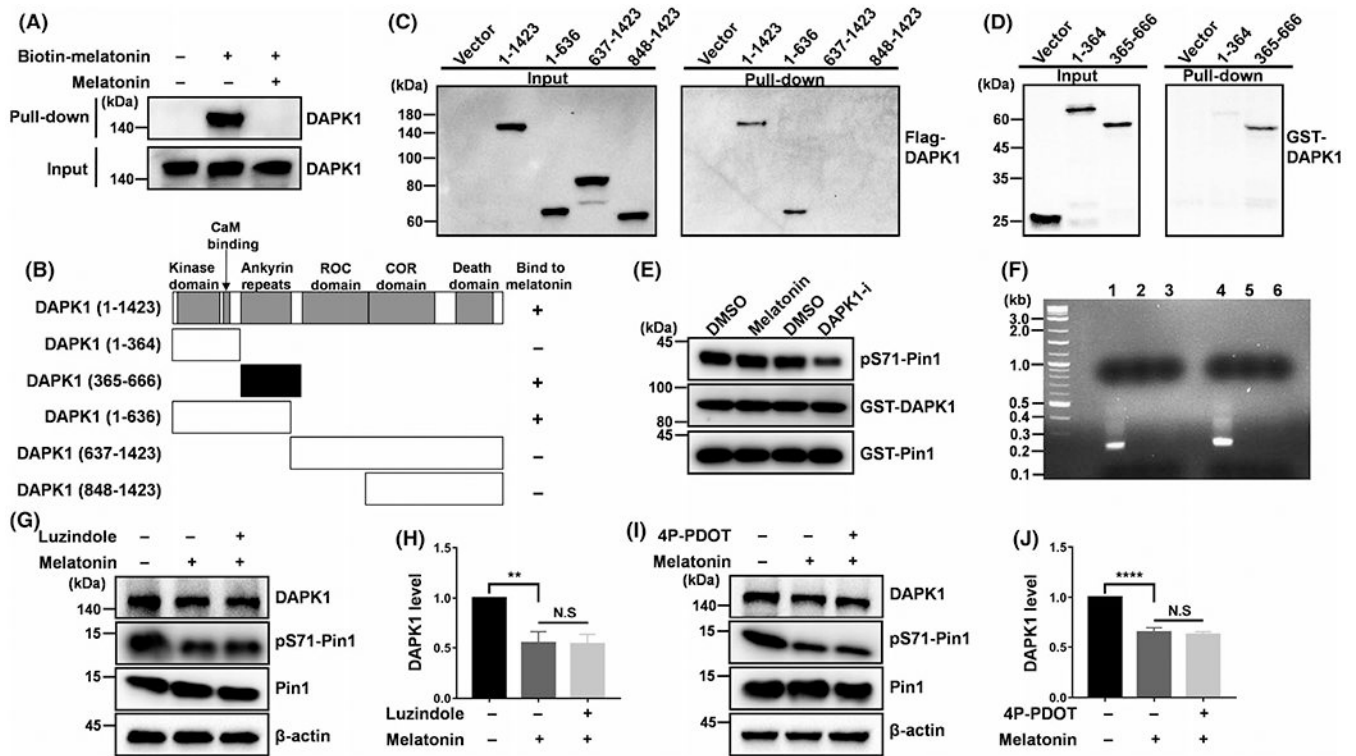 (A)
Biotin-melatonin – + +
Melatonin – – +
(kDa)
Pull-down
140
DAPK1
Input
140
DAPK1
(B)
CaM
binding
Kinase domain
Ankyrin repeats
ROC domain
COR domain
Death domain
Bind to melatonin
DAPK1 (1-1423) +
DAPK1 (1-364) –
DAPK1 (365-666) +
DAPK1 (1-636) +
DAPK1 (637-1423) –
DAPK1 (848-1423) –
(C)
Vector 1-1423 1-636 637-1423 848-1423
Vector 1-1423 1-636 637-1423 848-1423
(kDa)
Input
Pull-down
180
140
100
80
60
Flag-
DAPK1
(D)
Vector 1-364 365-666
Vector 1-364 365-666
(kDa)
Input
Pull-down
60
45
35
25
GST-
DAPK1
(E)
DMSO Melatonin DMSO DAPK1-i
(kDa)
45
pS71-Pin1
100
80
GST-DAPK1
45
GST-Pin1
(F)
(kb)
1 2 3 4 5 6
3.0
2.0
1.0
0.5
0.4
0.3
0.2
0.1
(G)
Luzindole – – +
Melatonin – + +
(kDa)
140
DAPK1
15
pS71-Pin1
15
Pin1
45
β-actin
(H)
DAPK1 level
1.5
1.0
0.5
0.0
**
N.S
Luzindole – – +
Melatonin – + +
(I)
4P-PDOT – – +
Melatonin – + +
(kDa)
140
DAPK1
15
pS71-Pin1
15
Pin1
45
β-actin
(J)
DAPK1 level
1.5
1.0
0.5
0.0
****
N.S
4P-PDOT – – +
Melatonin – + +